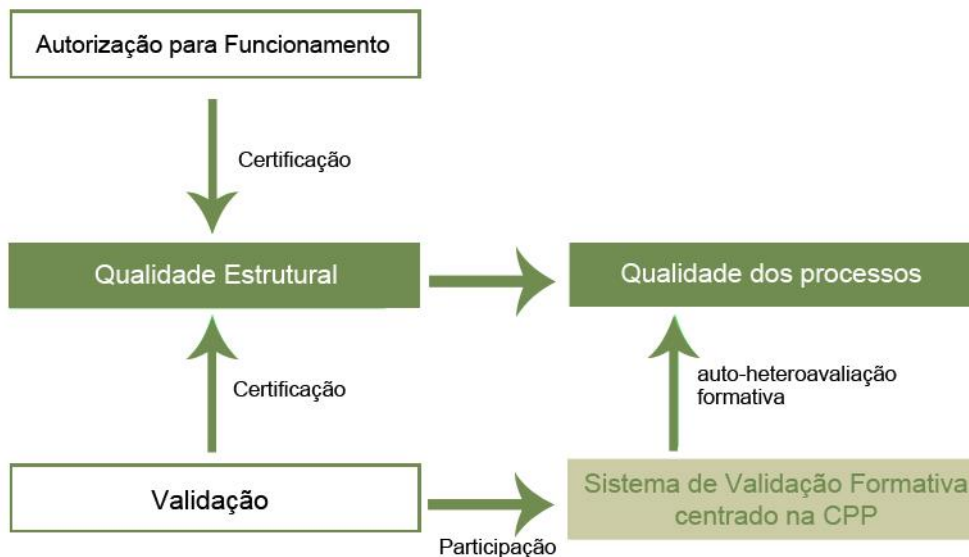 Autorização para Funcionamento
Certificação
Qualidade Estrutural
Qualidade dos processos
Certificação
auto-heteroavaliação
formativa
Validação
Sistema de Validação Formativa
centrado na CPP
Participação